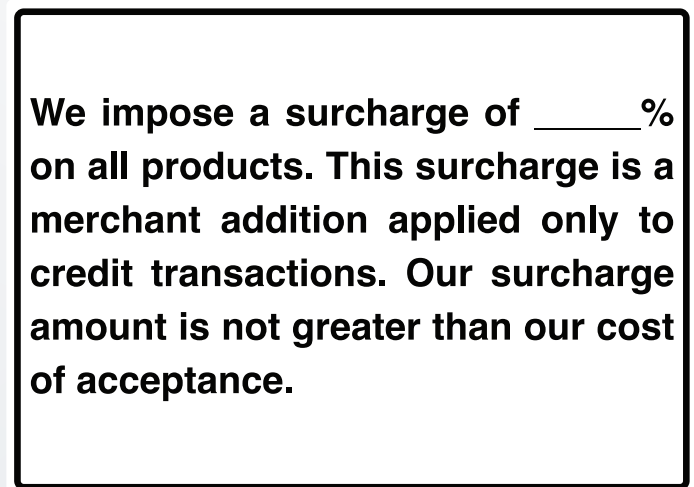 We impose a surcharge of ______%
on all products. This surcharge is a
merchant addition applied only to
credit transactions. Our surcharge
amount is not greater than our cost
of acceptance.